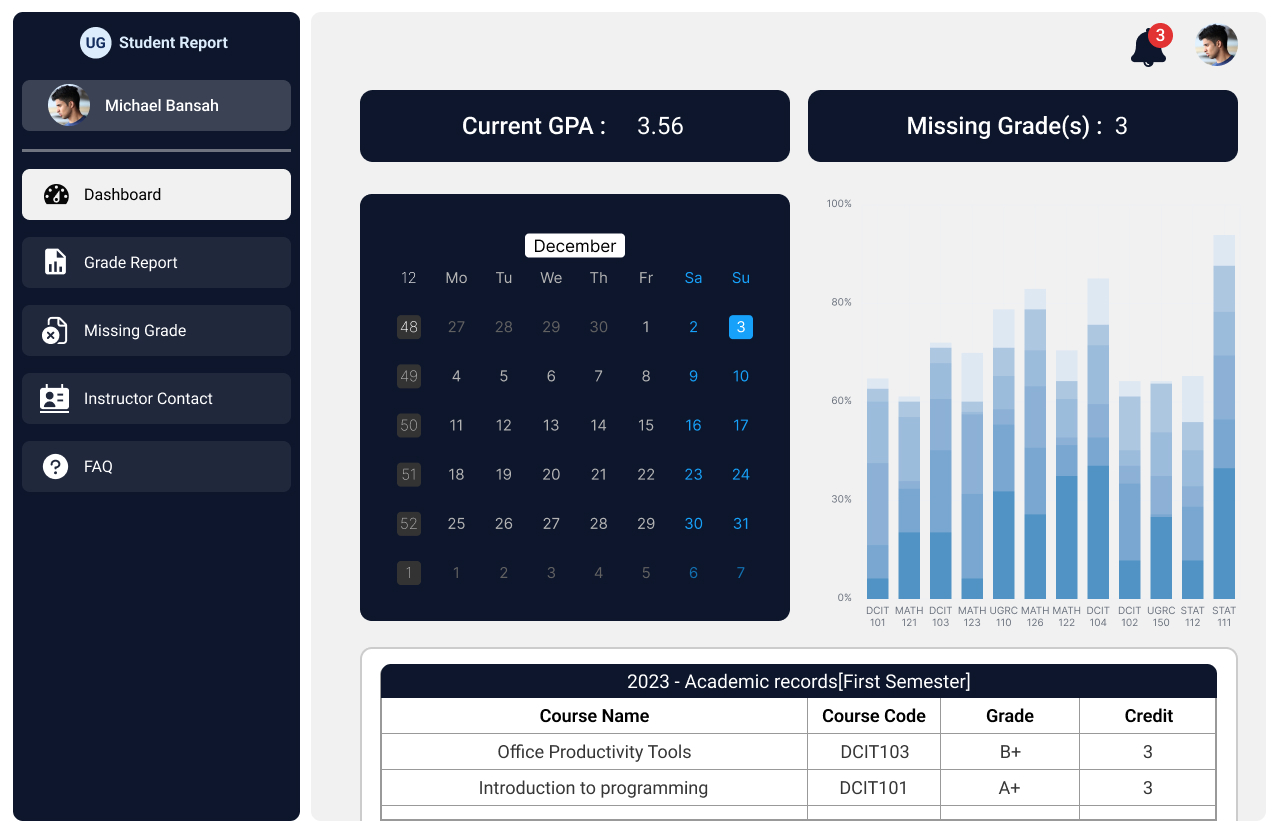 UG Student Report
Michael Bansah
Dashboard
Grade Report
Missing Grade
Instructor Contact
FAQ
3
Current GPA : 3.56
Missing Grade(s) : 3
December
12 Mo Tu We Th Fr Sa Su
48 27 28 29 30 1 2 3
49 4 5 6 7 8 9 10
50 11 12 13 14 15 16 17
51 18 19 20 21 22 23 24
52 25 26 27 28 29 30 31
1 1 2 3 4 5 6 7
100%
80%
60%
30%
0%
DCIT MATH DCIT MATH UGRC MATH MATH DCIT DCIT UGRC STAT STAT
101 121 103 123 110 126 122 104 102 150 112 111
2023 - Academic records[First Semester]
Course Name Course Code Grade Credit
Office Productivity Tools DCIT103 B+ 3
Introduction to programming DCIT101 A+ 3